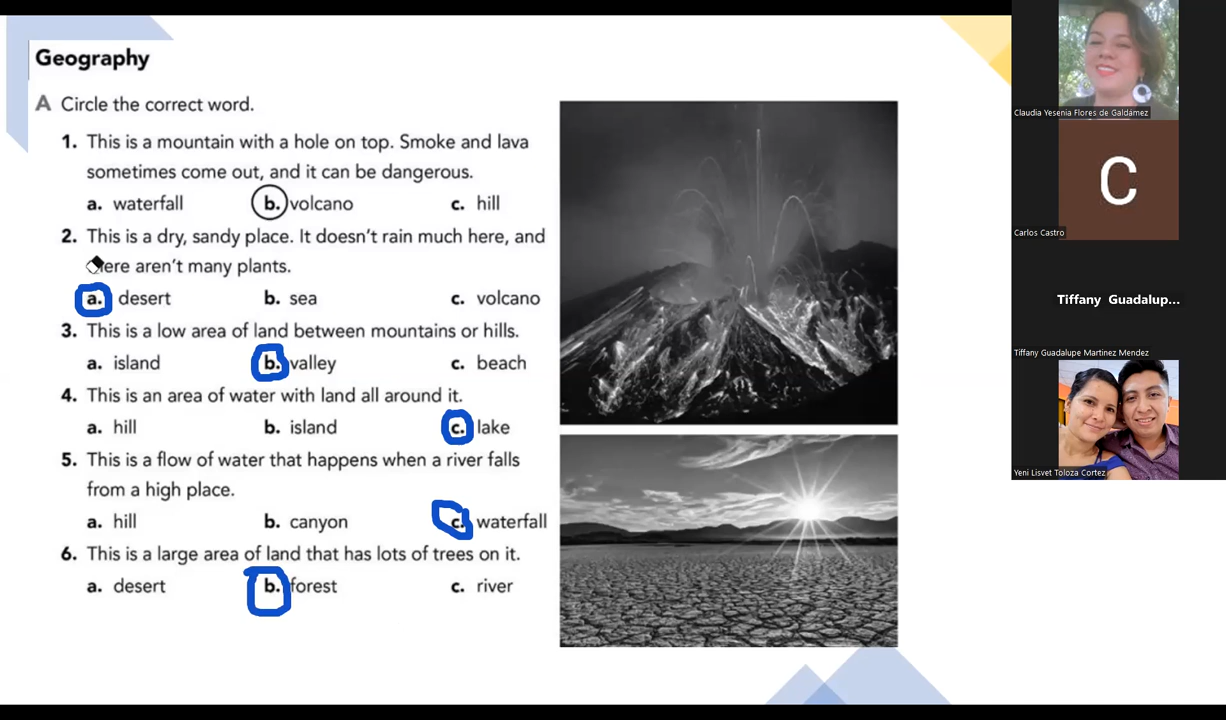 Geography
A Circle the correct word.
1. This is a mountain with a hole on top. Smoke and lava
sometimes come out, and it can be dangerous.
a. waterfall b. volcano c. hill
2. This is a dry, sandy place. It doesn't rain much here, and
aren't many plants.
a. desert b. sea c. volcano
3. This is a low area of land between mountains or hills.
a. island b. valley c. beach
4. This is an area of water with land all around it.
a. hill b. island c. lake
5. This is a flow of water that happens when a river falls
from a high place.
a. hill b. canyon c. waterfall
6. This is a large area of land that has lots of trees on it.
a. desert b. forest c. river
Claudia Yesenia Flores de Galdámez
C
Carlos Castro
Tiffany Guadalup...
Tiffany Guadalupe Martinez Mendez
Yeni Lisvet Toloza Cortez